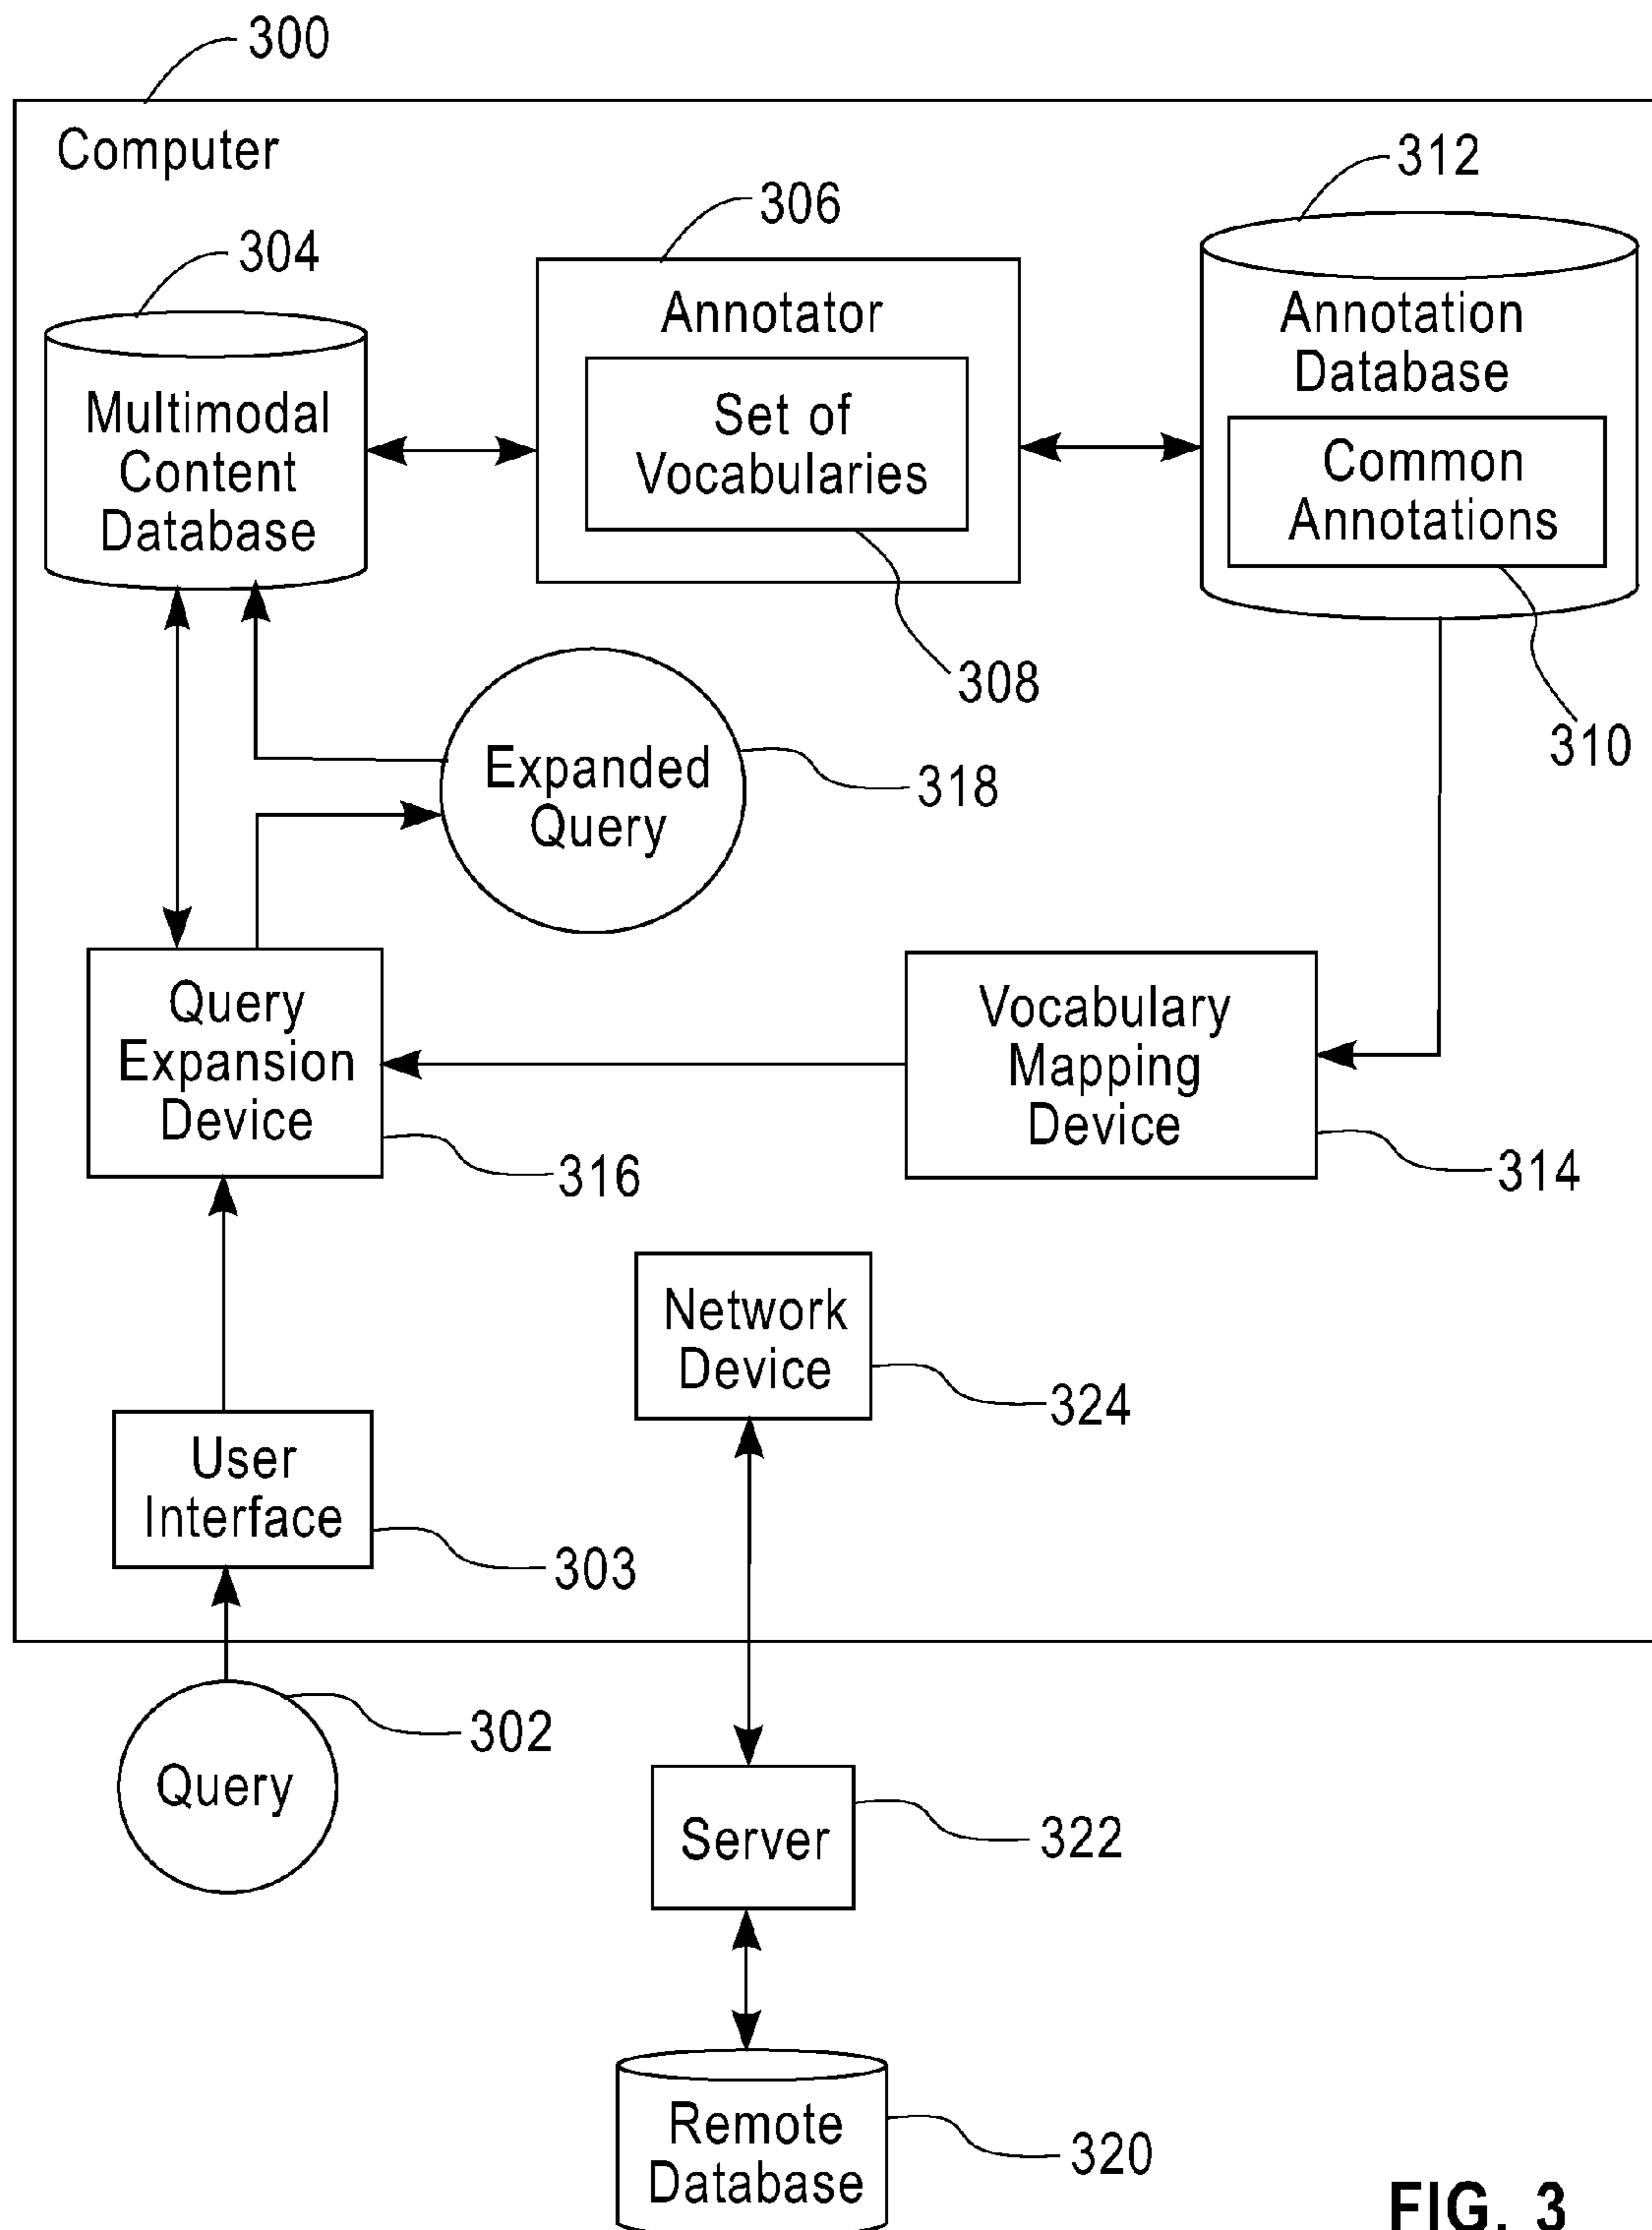 300
Computer
312
306
304
Annotator
Annotation
Database
Set of
Vocabularies
Multimodal
Content
Database
Common
Annotations
308
310
Expanded
Query
318
Query
Expansion
Device
Vocabulary
Mapping
Device
316
314
Network
Device
324
User
Interface
303
302
Query
Server
322
Remote
Database
320
FIG. 3